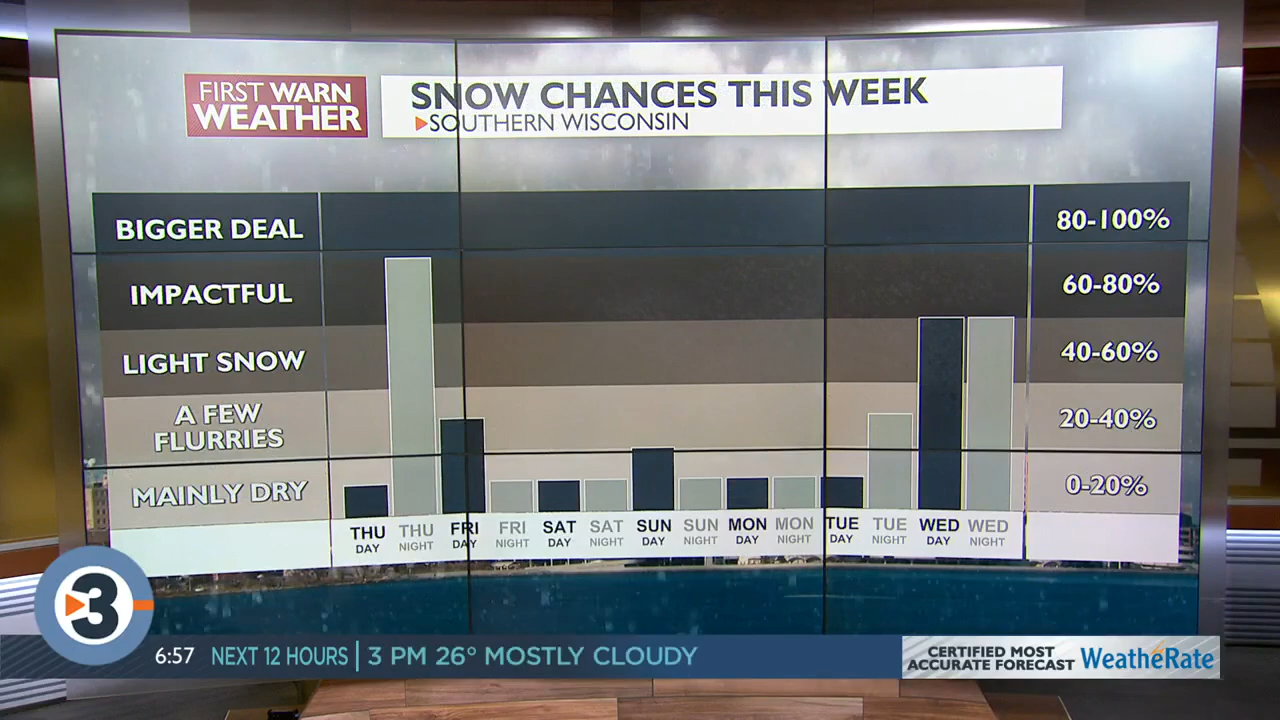 FIRST WARN
WEATHER
SNOW CHANCES THIS WEEK
SOUTHERN WISCONSIN
BIGGER DEAL
80-100%
IMPACTFUL
60-80%
LIGHT SNOW
40-60%
A FEW
FLURRIES
20-40%
MAINLY DRY
0-20%
THU THU FRI FRI SAT SAT SUN SUN MON MON TUE TUE WED WED
DAY NIGHT DAY NIGHT DAY NIGHT DAY NIGHT DAY NIGHT DAY NIGHT DAY NIGHT
3
6:57 NEXT 12 HOURS 3 PM 26° MOSTLY CLOUDY
CERTIFIED MOST
ACCURATE FORECAST
WeatheRate